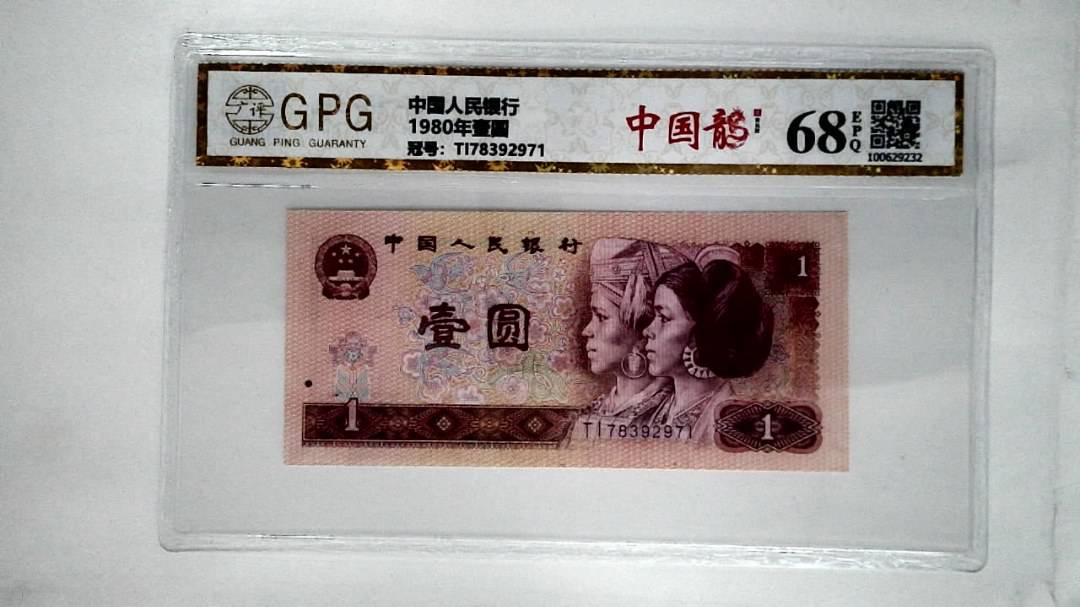 广评
GPG
GUANG PING GUARANTY
中国人民银行
1980年壹圆
冠号：TI78392971
中国龙
68
EPQ
100629232
中国人民银行
1
壹圆
1
TI78392971
1